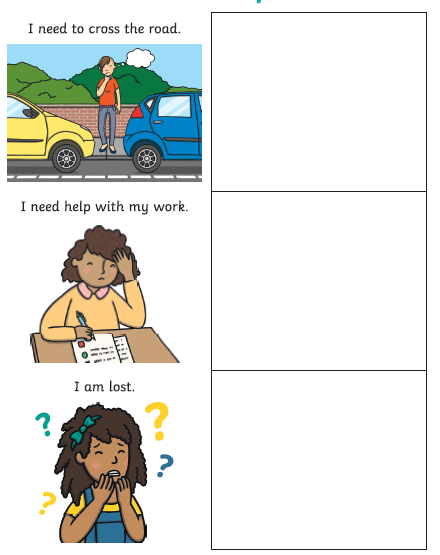 I need to cross the road.
I need help with my work.
I am lost.